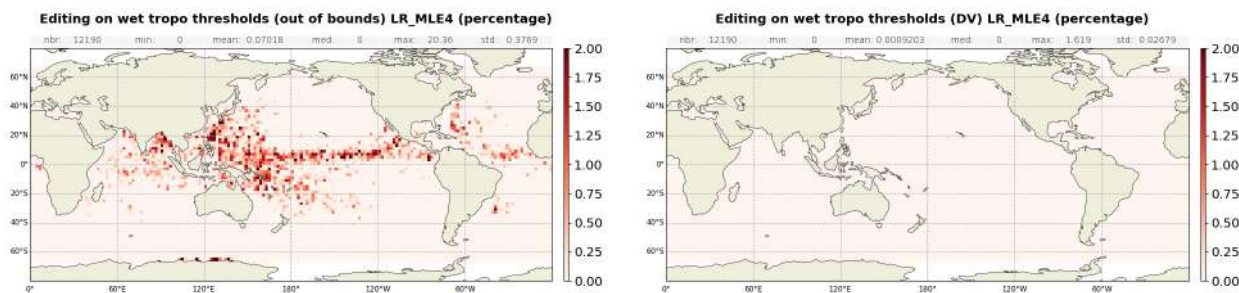 Editing on wet tropo thresholds (out of bounds) LR_MLE4 (percentage)
nbr: 12190 min: 0 mean: 0.07018 med: 0 max: 20.36 std: 0.3769
2.00
1.75
1.50
1.25
1.00
0.75
0.50
0.25
0.00
60°N
40°N
20°N
0°
20°S
40°S
60°S
0° 60°E 120°E 180° 120°W 60°W
Editing on wet tropo thresholds (DV) LR_MLE4 (percentage)
nbr: 12190 min: 0 mean: 0.0009203 med: 0 max: 1.619 std: 0.02679
2.00
1.75
1.50
1.25
1.00
0.75
0.50
0.25
0.00
60°N
40°N
20°N
0°
20°S
40°S
60°S
0° 60°E 120°E 180° 120°W 60°W